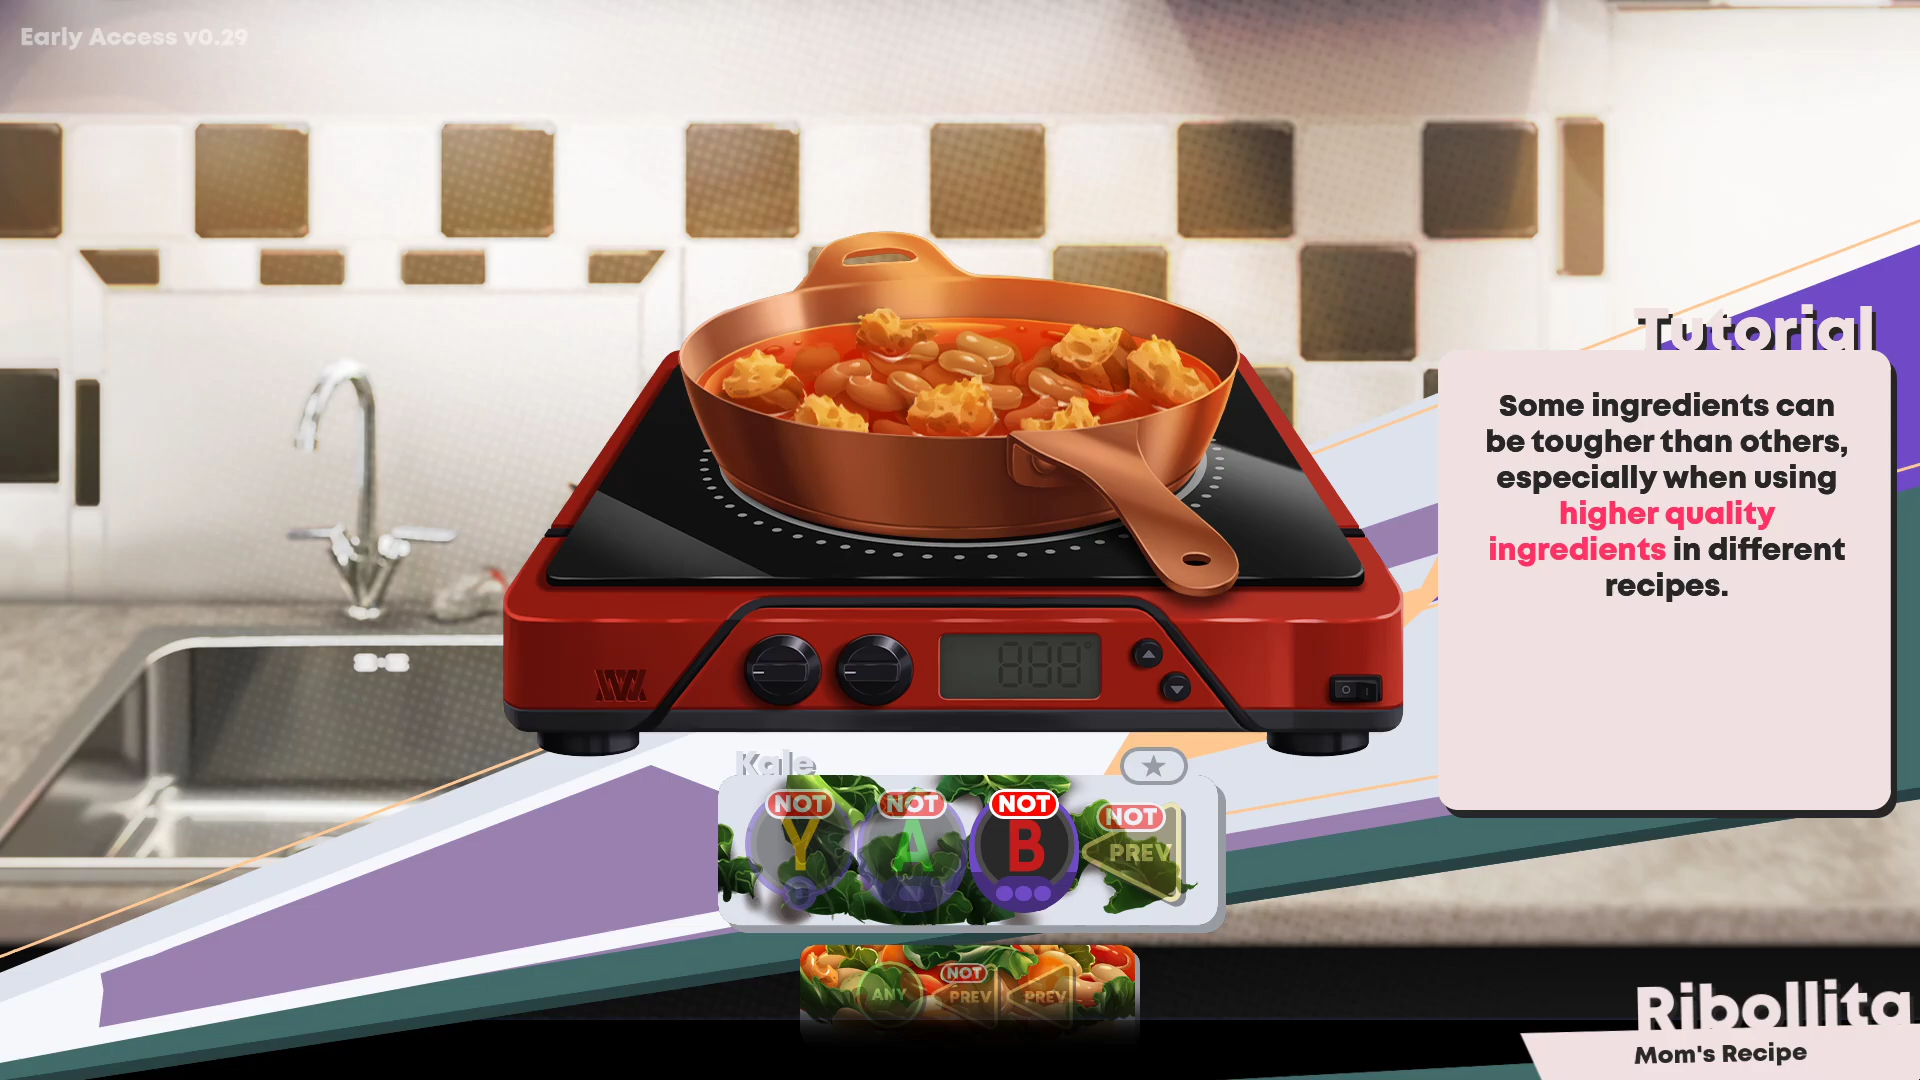 Early Access v0.29
Tutorial
Some ingredients can
be tougher than others,
especially when using
higher quality
ingredients in different
recipes.
888°
Kale
NOT NOT NOT NOT
Y A B PREV
NOT
ANY PREV PREV
Ribollita
Mom's Recipe